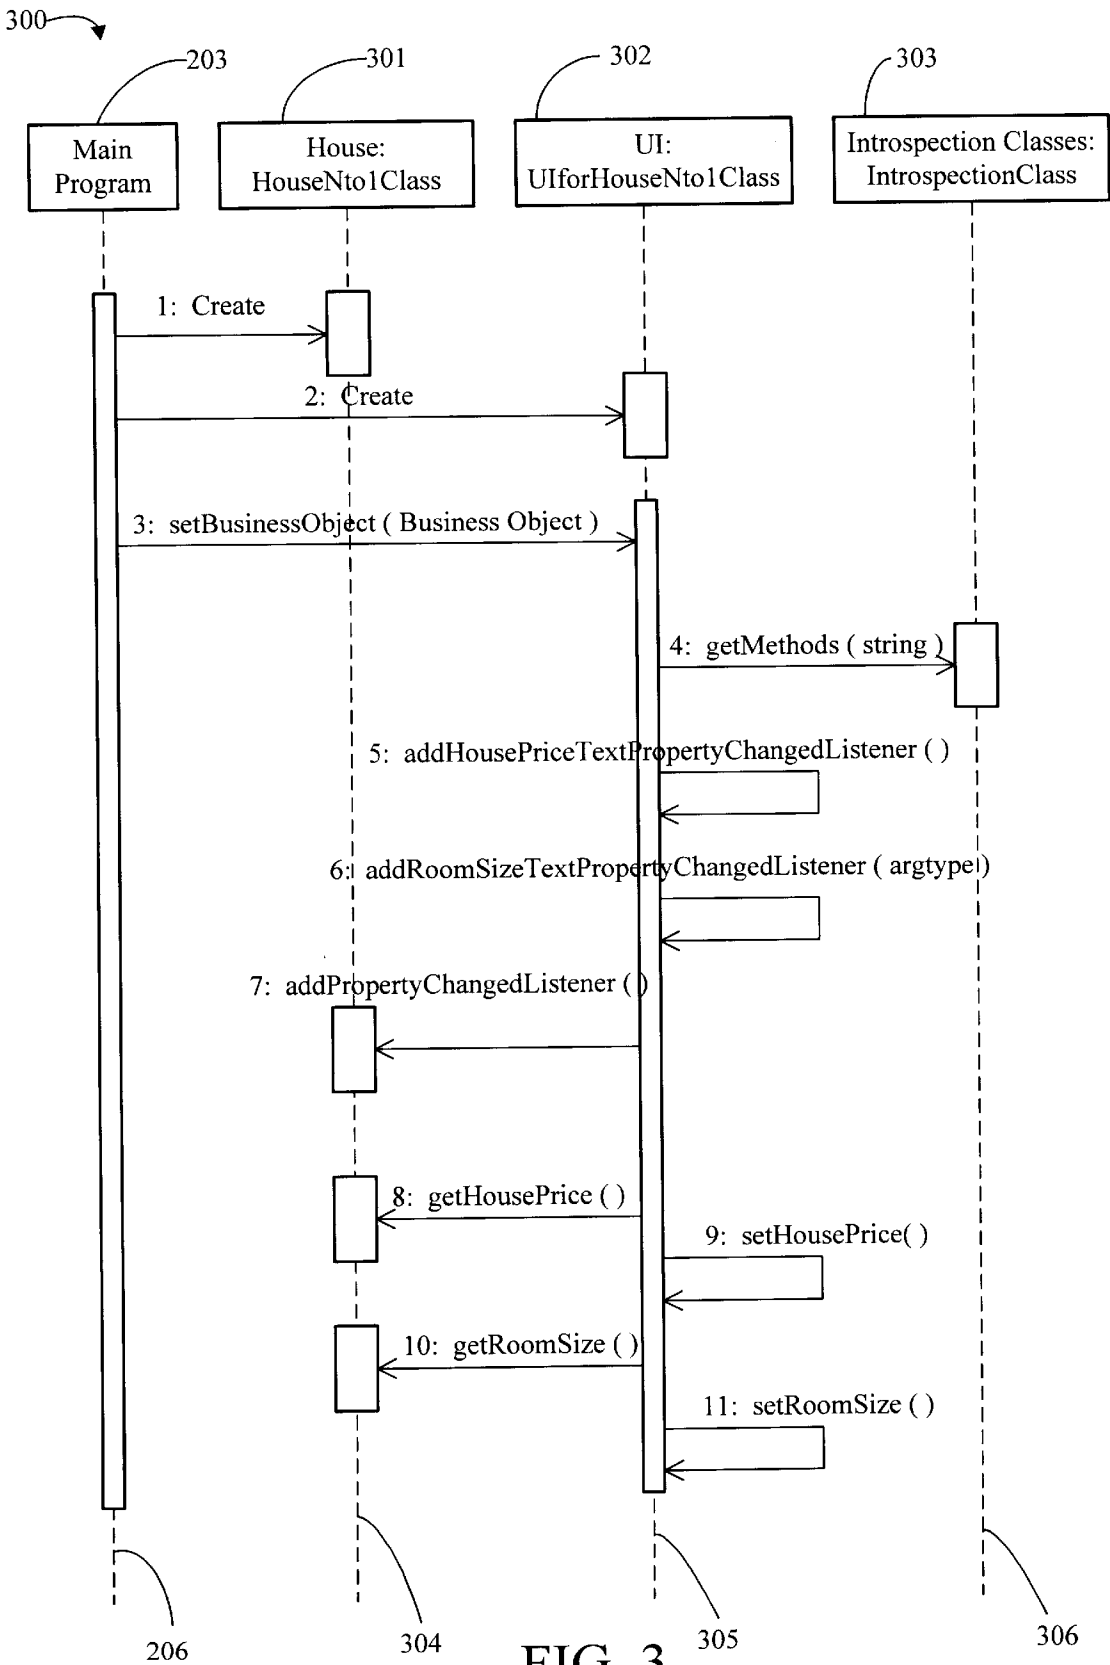 300
203
301
302
303
Main
Program
House:
HouseNto1Class
UI:
UIforHouseNto1Class
Introspection Classes:
IntrospectionClass
1: Create
2: Create
3: setBusinessObject ( Business Object )
4: getMethods ( string )
5: addHousePriceTextPropertyChangedListener ( )
6: addRoomSizeTextPropertyChangedListener ( argtype )
7: addPropertyChangedListener ( )
8: getHousePrice ( )
9: setHousePrice( )
10: getRoomSize ( )
11: setRoomSize ( )
206
304
305
306
FIG. 3